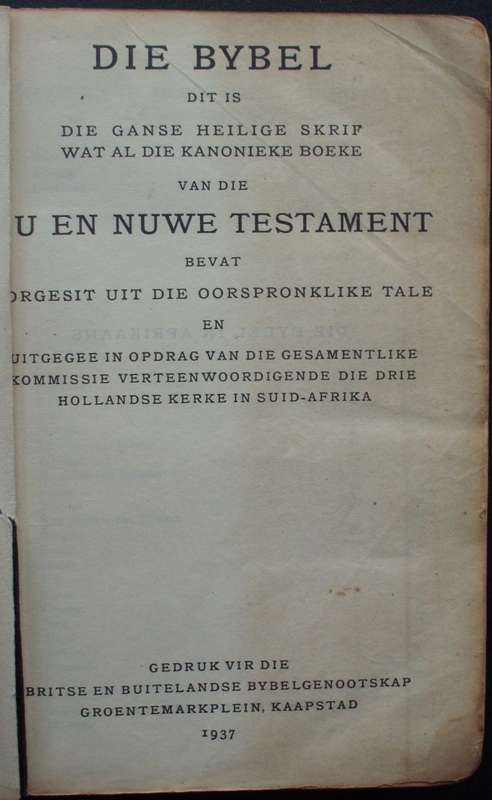 DIE BYBEL
DIT IS
DIE GANSE HEILIGE SKRIF
WAT AL DIE KANONIEKE BOEKE
VAN DIE
U EN NUWE TESTAMENT
BEVAT
ORGESIT UIT DIE OORSPRONKLIKE TALE
EN
UITGEGEE IN OPDRAG VAN DIE GESAMENTLIKE
KOMMISSIE VERTEENWOORDIGENDE DIE DRIE
HOLLANDSE KERKE IN SUID-AFRIKA
GEDRUK VIR DIE
BRITSE EN BUITELANDSE BYBELGENOOTSKAP
GROENTEMARKPLEIN, KAAPSTAD
1937